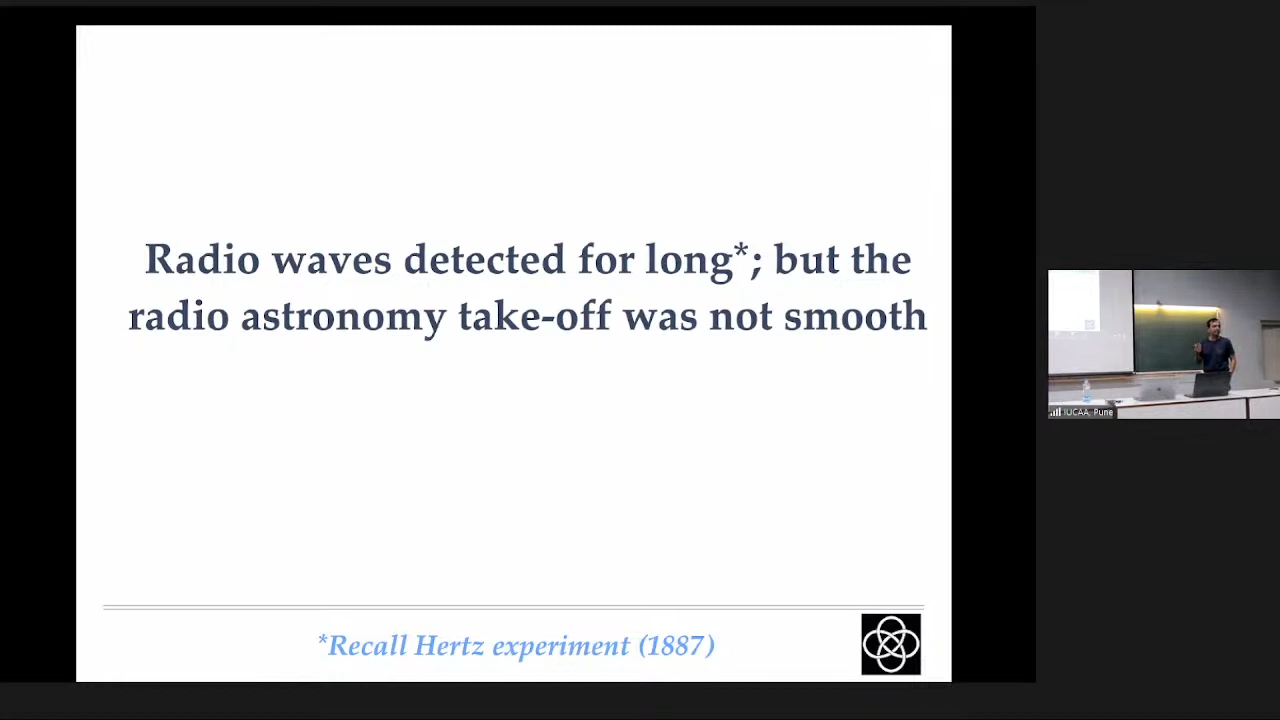 Radio waves detected for long*; but the
radio astronomy take-off was not smooth
*Recall Hertz experiment (1887)
IUCAA, Pune